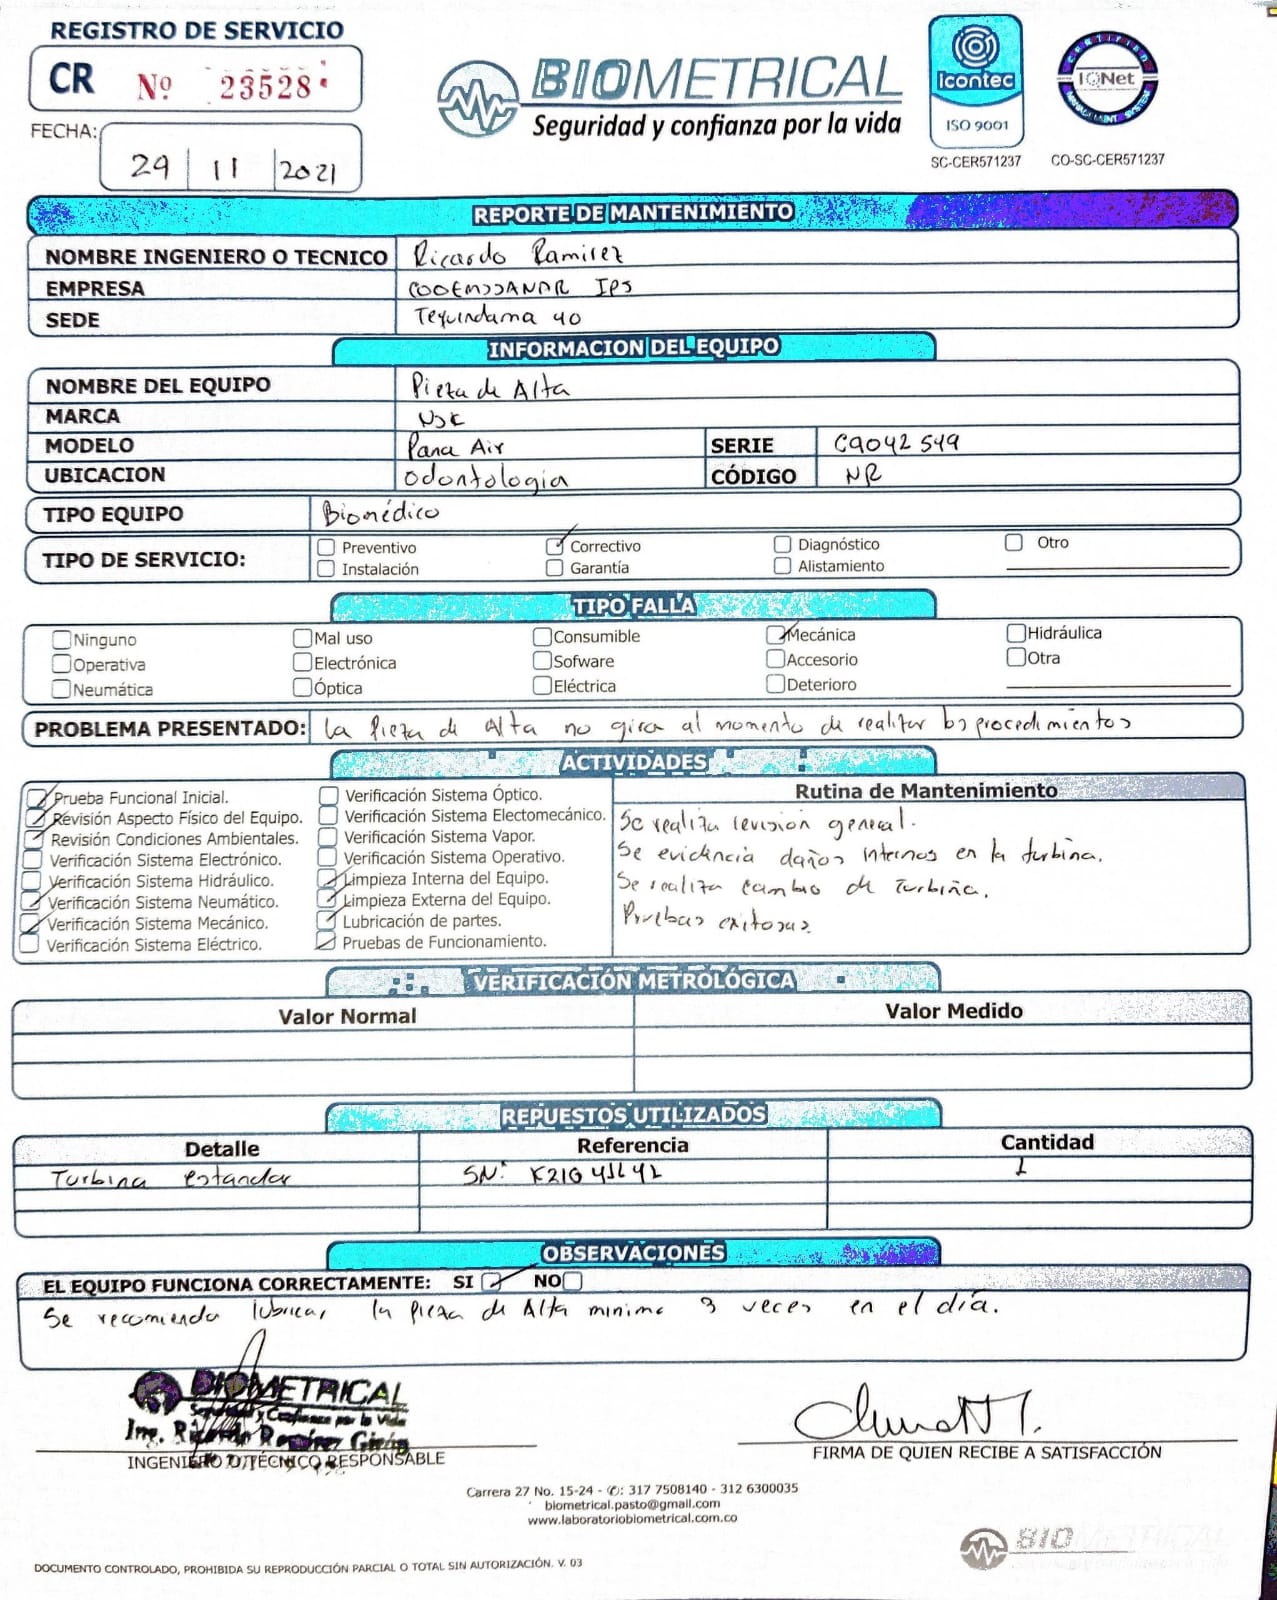 REGISTRO DE SERVICIO
CR Nº 23528
FECHA: 29 11 2021
BIOMETRICAL
Seguridad y confianza por la vida
icontec
ISO 9001
SC-CER571237
CERTIFIED
IQNet
MANAGEMENT SYSTEM
CO-SC-CER571237
REPORTE DE MANTENIMIENTO
NOMBRE INGENIERO O TECNICO Ricardo Ramirez
EMPRESA COOEMSSANAR IPS
SEDE Tequendama 40
INFORMACION DEL EQUIPO
NOMBRE DEL EQUIPO Pieza de Alta
MARCA NSK
MODELO Pana Air SERIE C9042549
UBICACION Odontologia CÓDIGO NR
TIPO EQUIPO Biomédico
TIPO DE SERVICIO: Preventivo Correctivo Diagnóstico Otro
Instalación Garantía Alistamiento
TIPO FALLA
Ninguno Mal uso Consumible Mecánica Hidráulica
Operativa Electrónica Sofware Accesorio Otra
Neumática Óptica Eléctrica Deterioro
PROBLEMA PRESENTADO: la Pieza de Alta no gira al momento de realizar los procedimientos
ACTIVIDADES
Prueba Funcional Inicial.
Revisión Aspecto Físico del Equipo.
Revisión Condiciones Ambientales.
Verificación Sistema Electrónico.
Verificación Sistema Hidráulico.
Verificación Sistema Neumático.
Verificación Sistema Mecánico.
Verificación Sistema Eléctrico.
Verificación Sistema Óptico.
Verificación Sistema Electomecánico.
Verificación Sistema Vapor.
Verificación Sistema Operativo.
Limpieza Interna del Equipo.
Limpieza Externa del Equipo.
Lubricación de partes.
Pruebas de Funcionamiento.
Rutina de Mantenimiento
Se realiza revisión general.
Se evidencia daños internos en la turbina.
Se realiza cambio de Turbina.
Pruebas exitosas.
VERIFICACIÓN METROLÓGICA
Valor Normal Valor Medido
REPUESTOS UTILIZADOS
Detalle Referencia Cantidad
Turbina estandar SN: 1
OBSERVACIONES
EL EQUIPO FUNCIONA CORRECTAMENTE: SI NO
Se recomienda lubricar la pieza de Alta minimo 3 veces en el día.
BIOMETRICAL
Seguridad y Confianza por la vida
Ing. Ricardo Ramírez Girón
INGENIERO O TÉCNICO RESPONSABLE
FIRMA DE QUIEN RECIBE A SATISFACCIÓN
Carrera 27 No. 15-24 - ✆: 317 7508140 - 312 6300035
biometrical.pasto@gmail.com
www.laboratoriobiometrical.com.co
BIOMETRICAL
DOCUMENTO CONTROLADO, PROHIBIDA SU REPRODUCCIÓN PARCIAL O TOTAL SIN AUTORIZACIÓN. V. 03